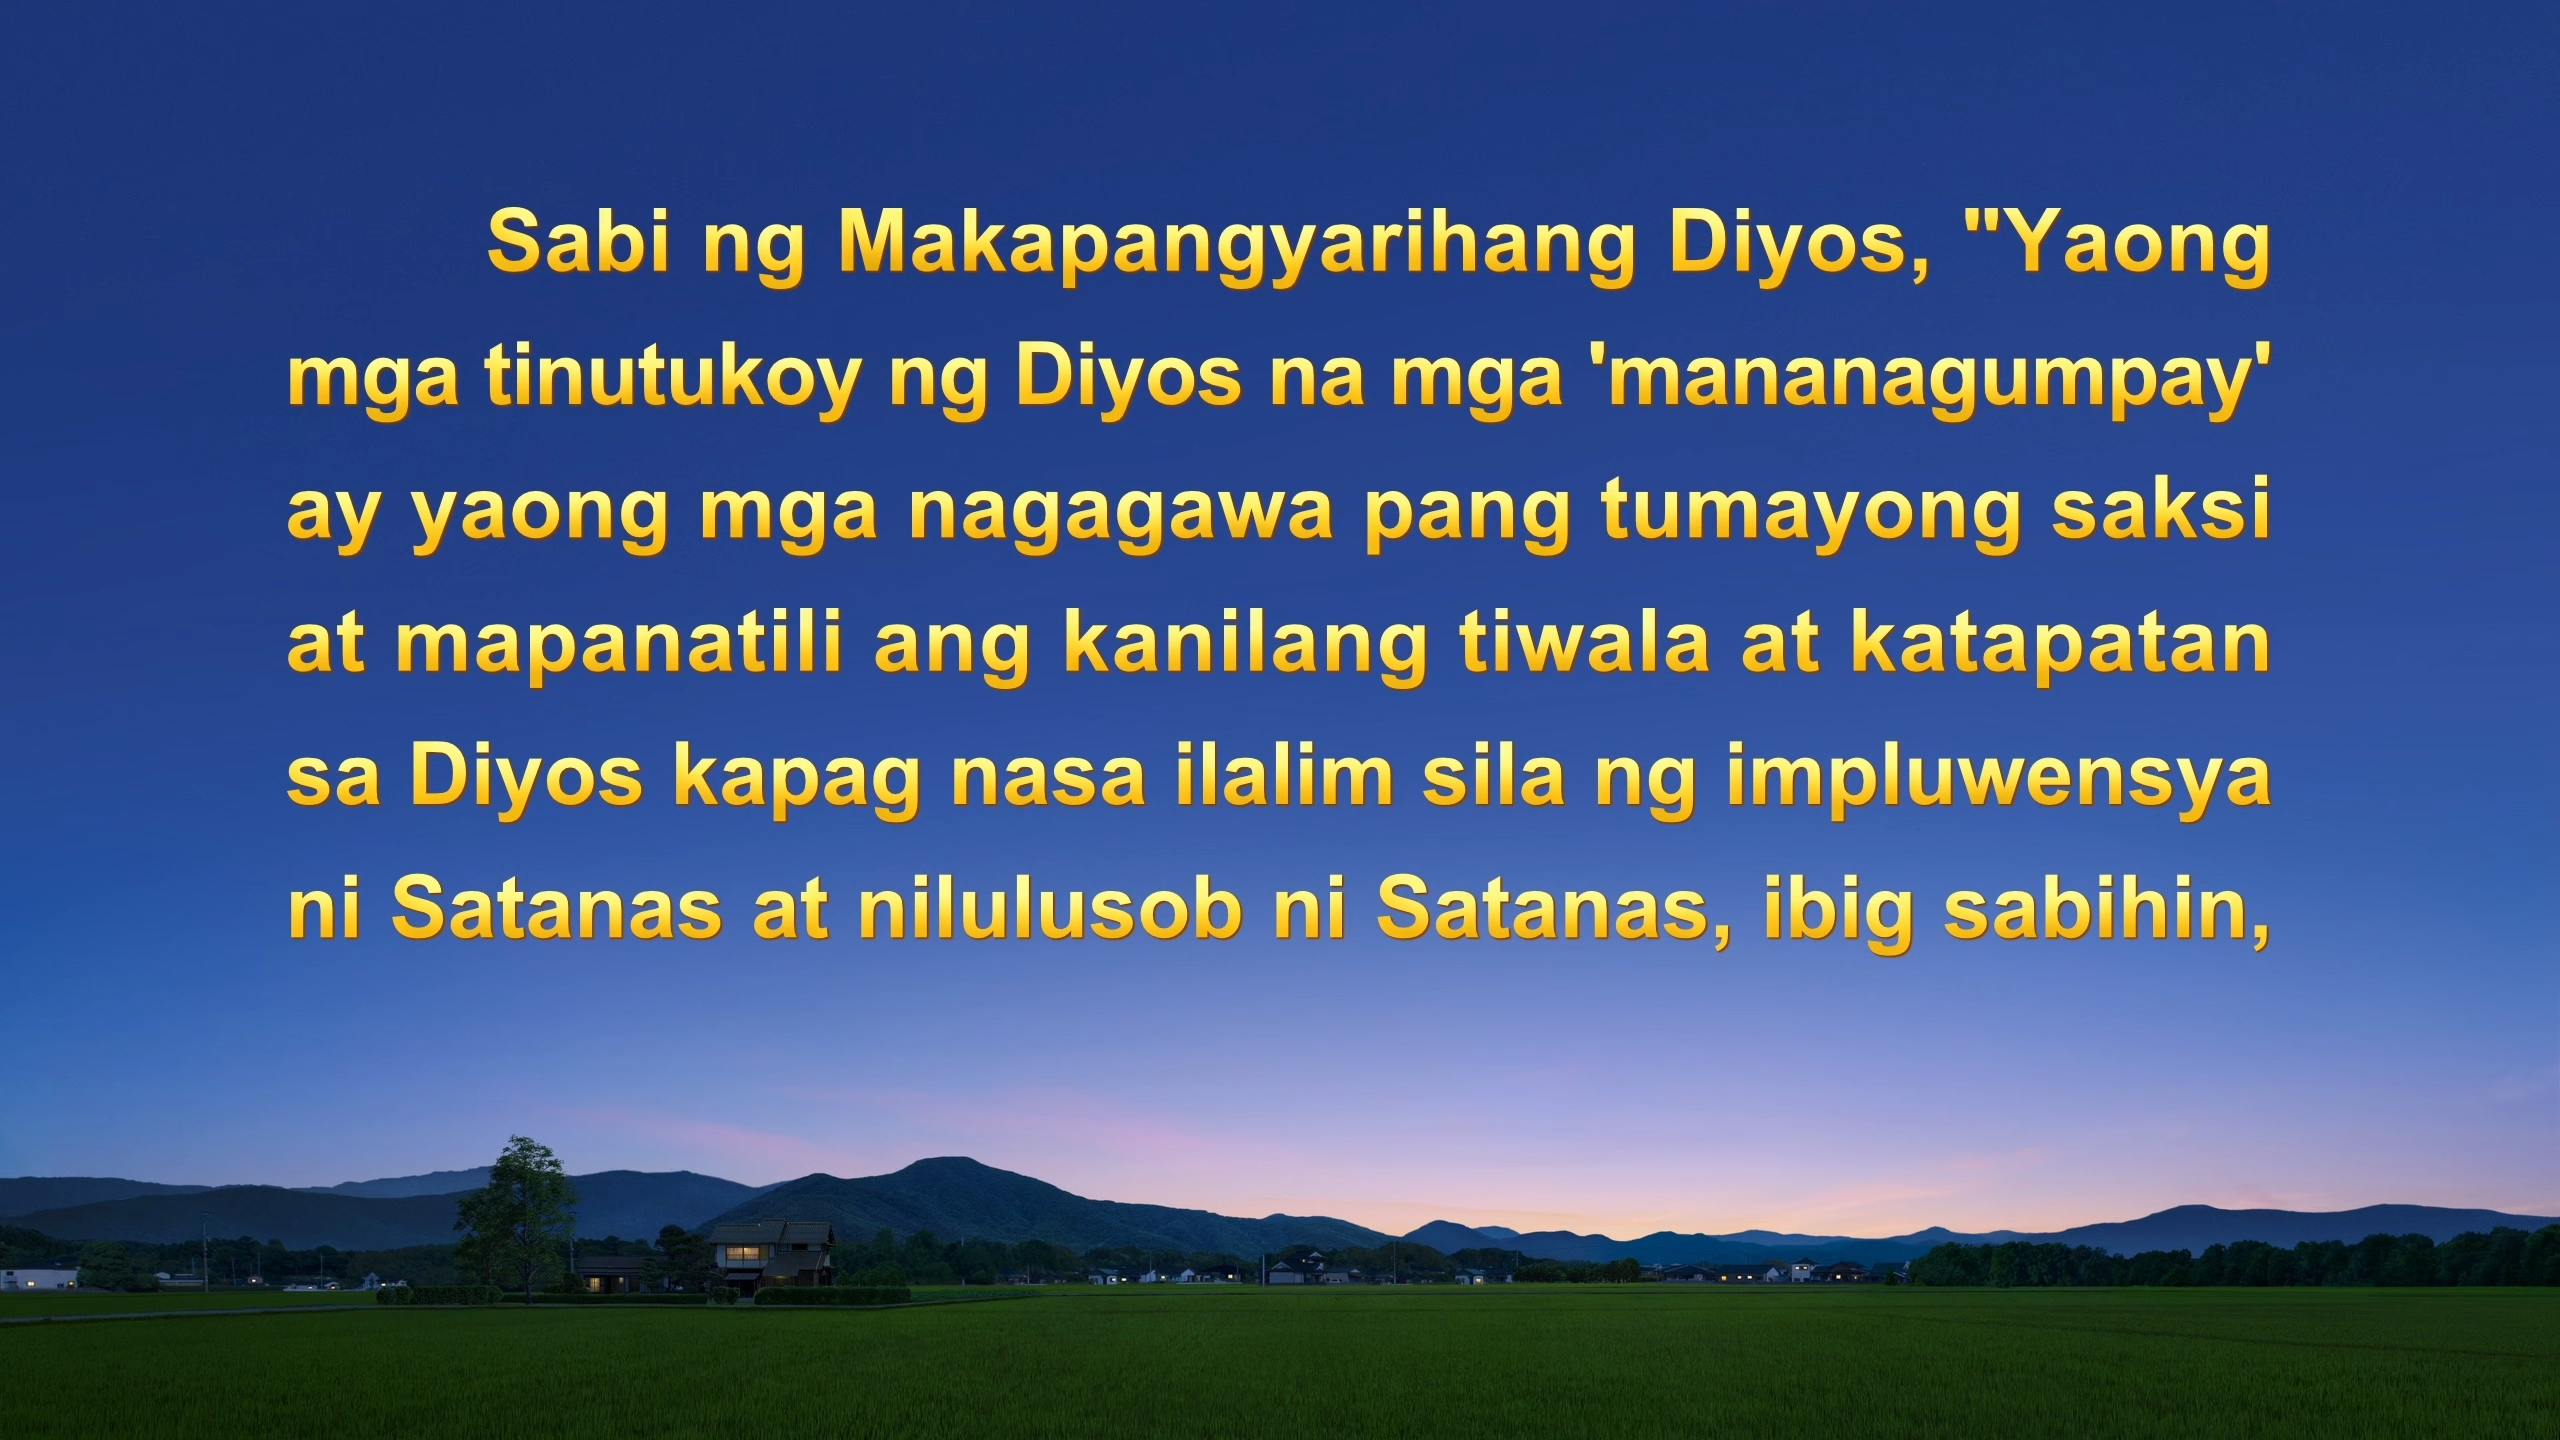 Sabi ng Makapangyarihang Diyos, "Yaong
mga tinutukoy ng Diyos na mga 'mananagumpay'
ay yaong mga nagagawa pang tumayong saksi
at mapanatili ang kanilang tiwala at katapatan
sa Diyos kapag nasa ilalim sila ng impluwensya
ni Satanas at nilulusob ni Satanas, ibig sabihin,